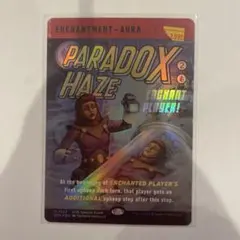 ENCHANTMENT–AURA
PARADOX
HAZE
2
ENCHANT
PLAYER!
At the beginning of ENCHANTED PLAYER'S
first upkeep each turn, that player gets an
ADDITIONAL upkeep step after this step.